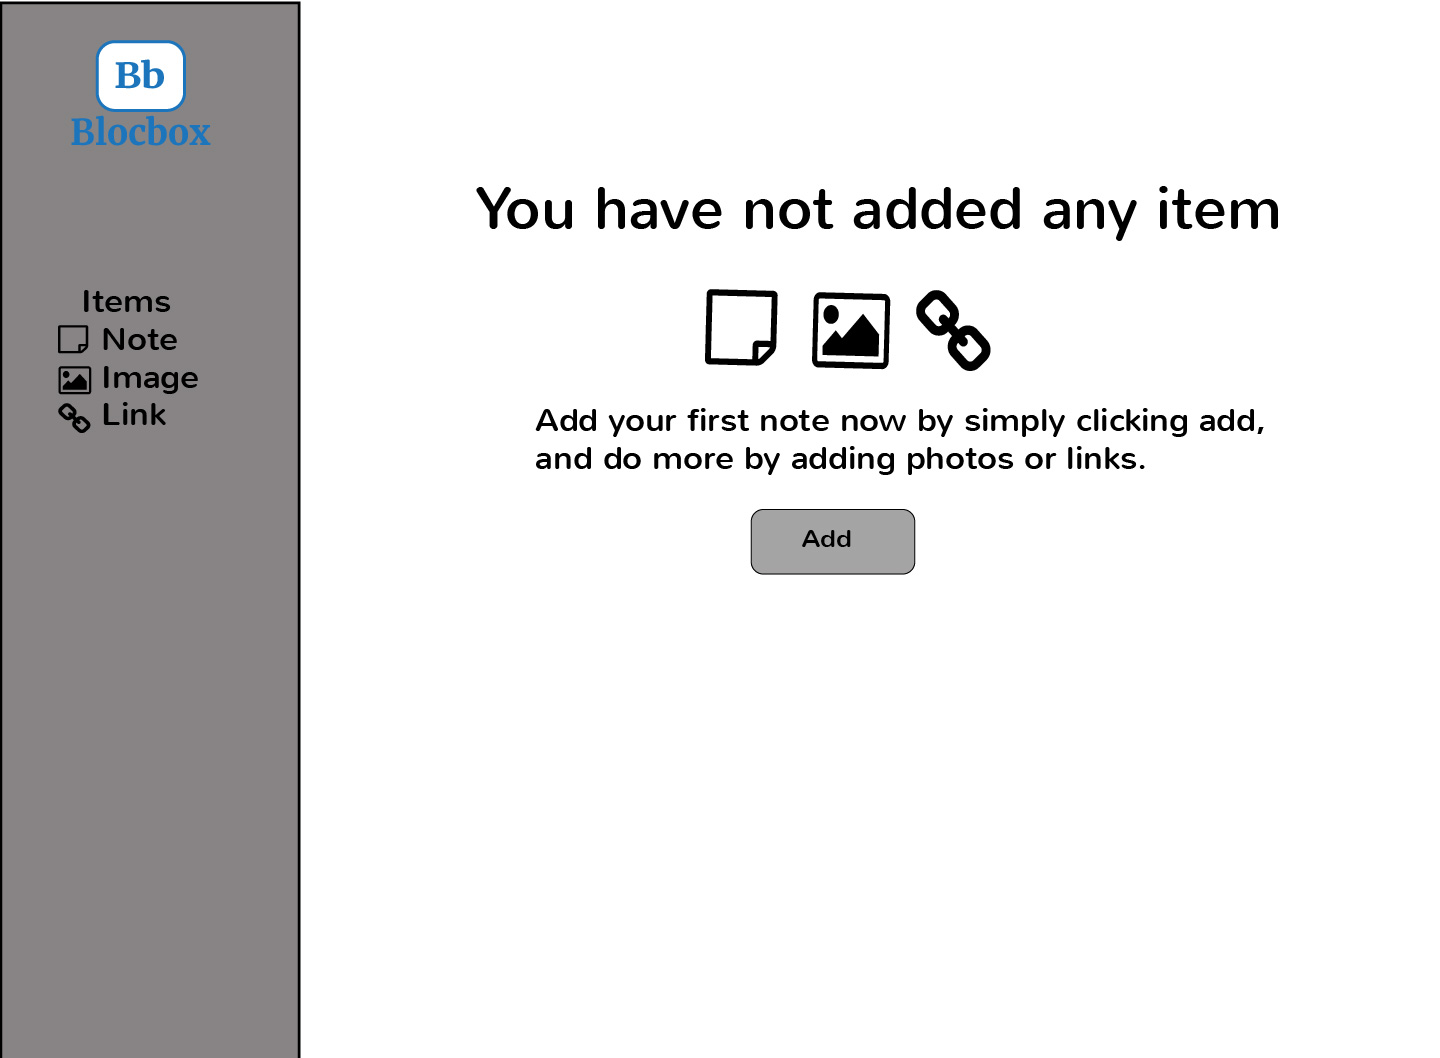 Bb
Blocbox
Items
Note
Image
Link
You have not added any item
Add your first note now by simply clicking add,
and do more by adding photos or links.
Add